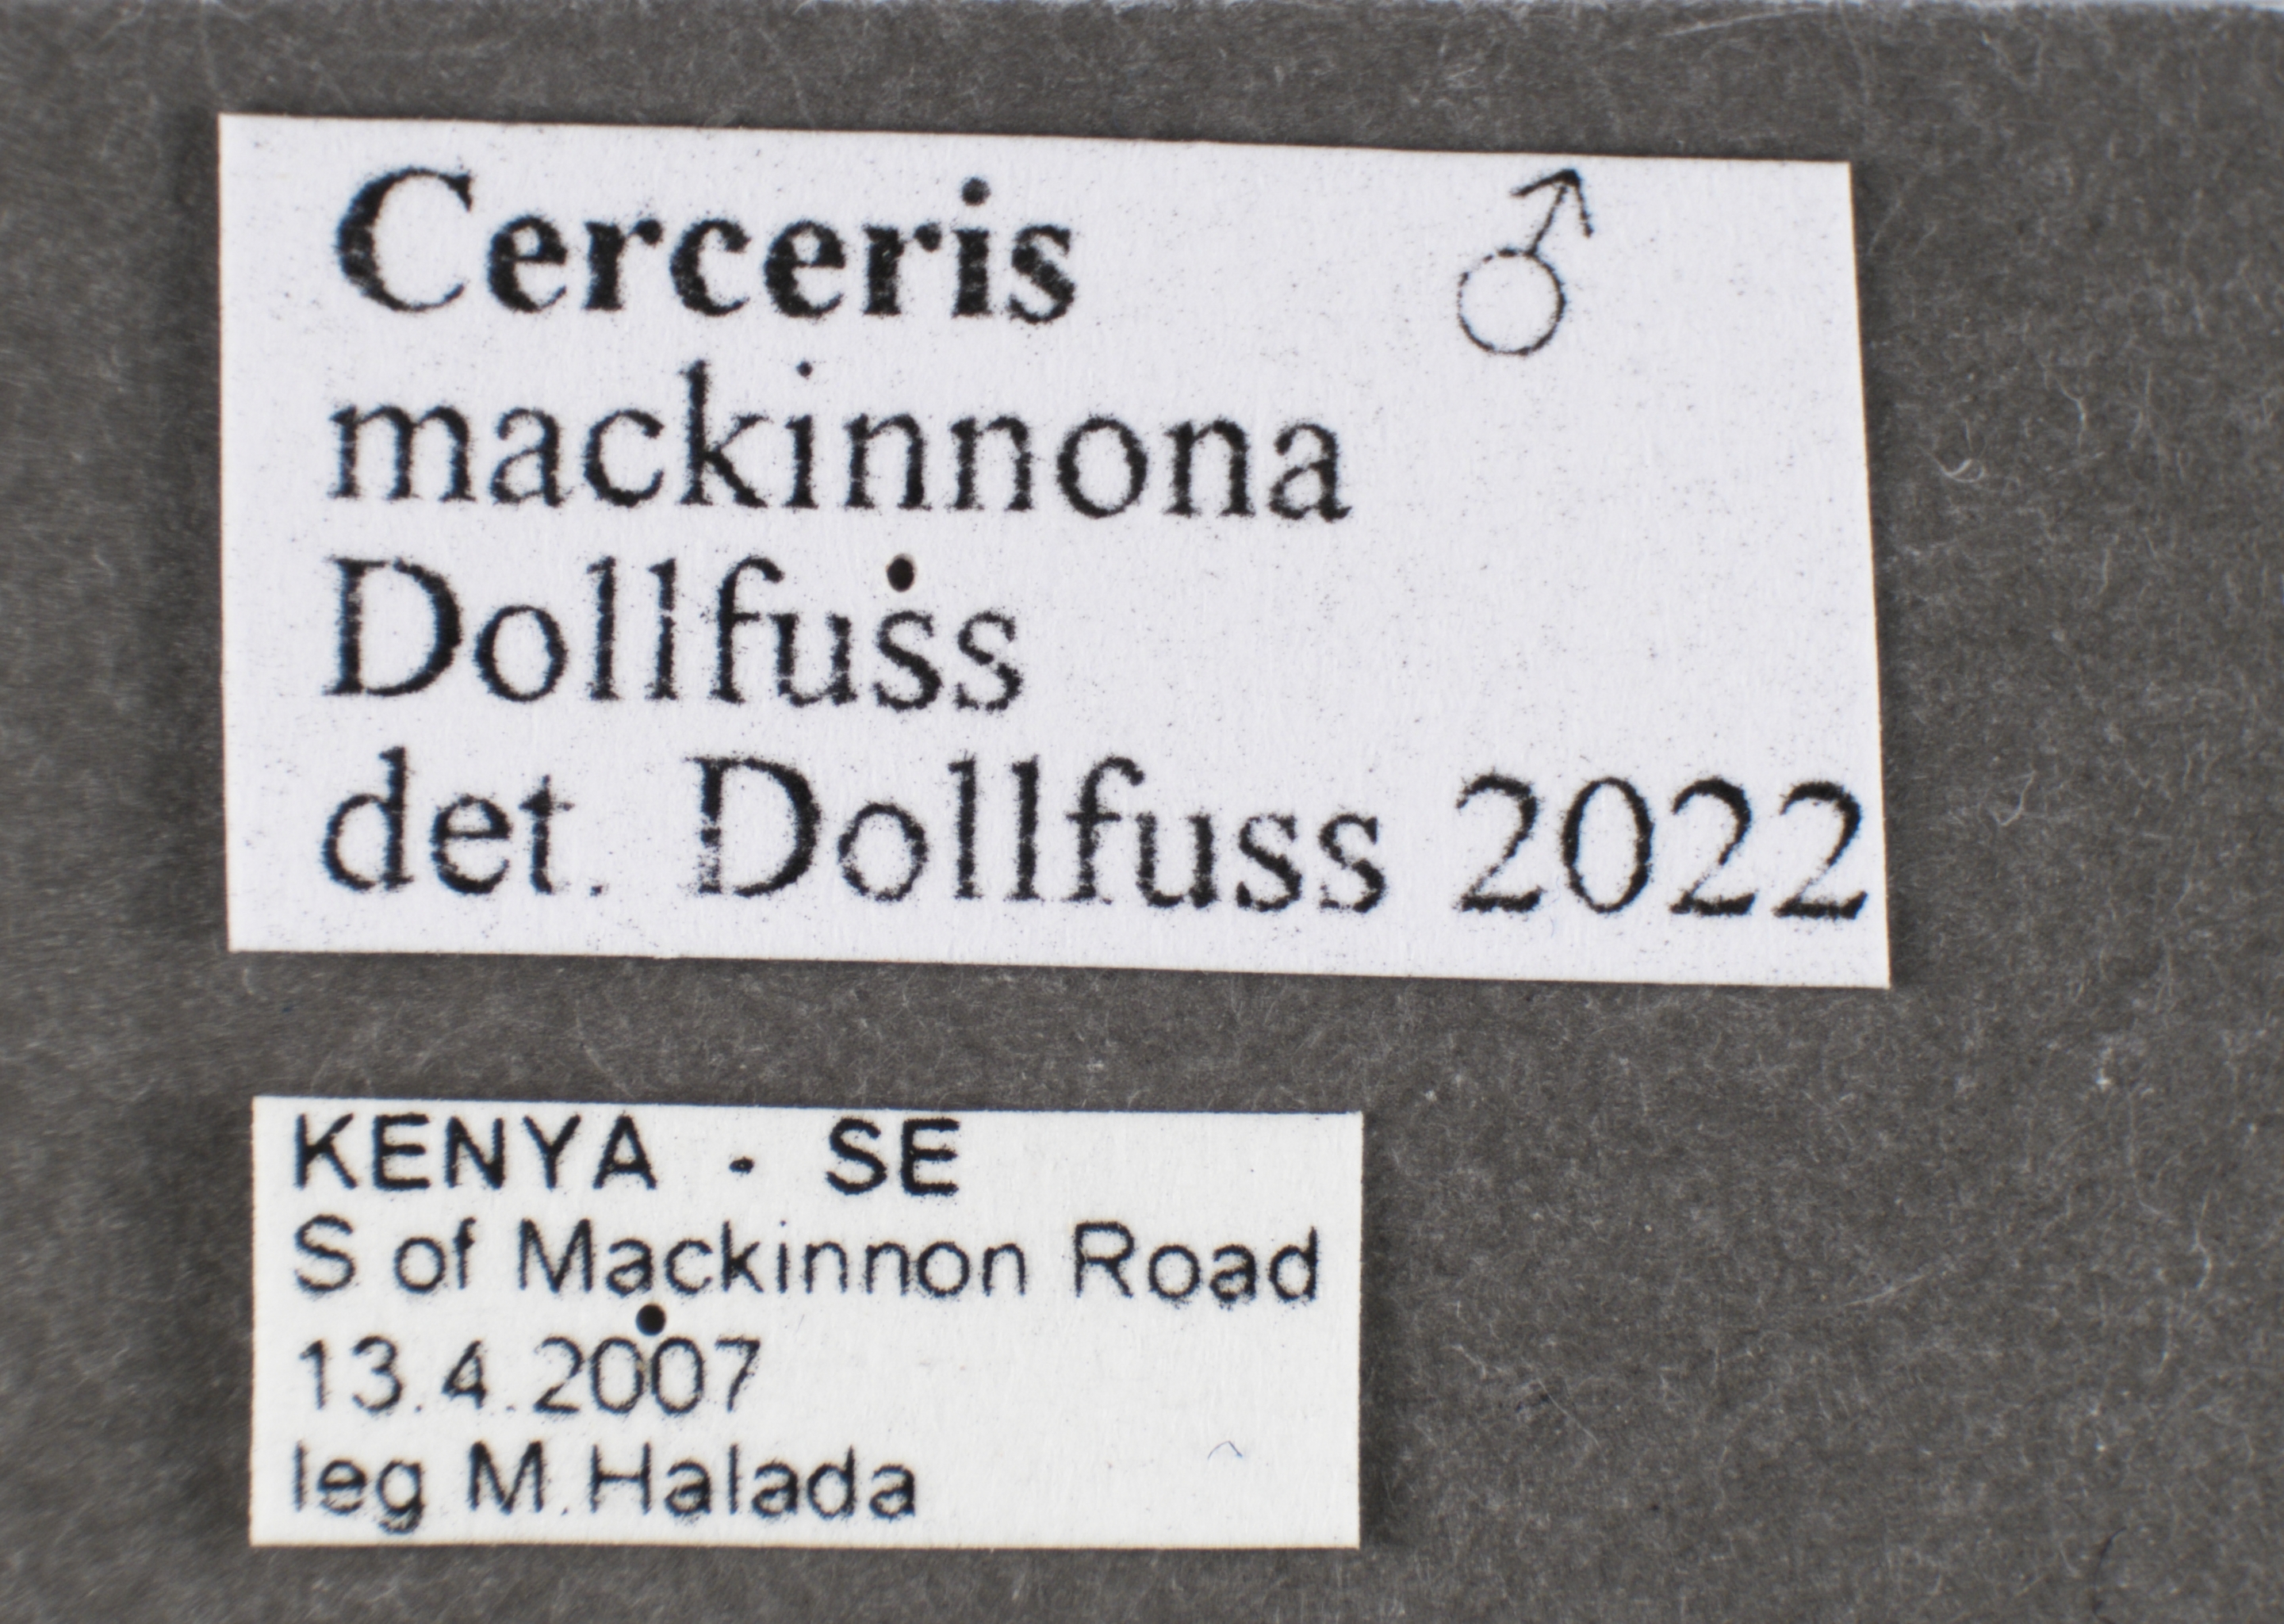 Cerceris ♂
mackinnona
Dollfuss
det. Dollfuss 2022
KENYA - SE
S of Mackinnon Road
13.4.2007
leg M.Halada